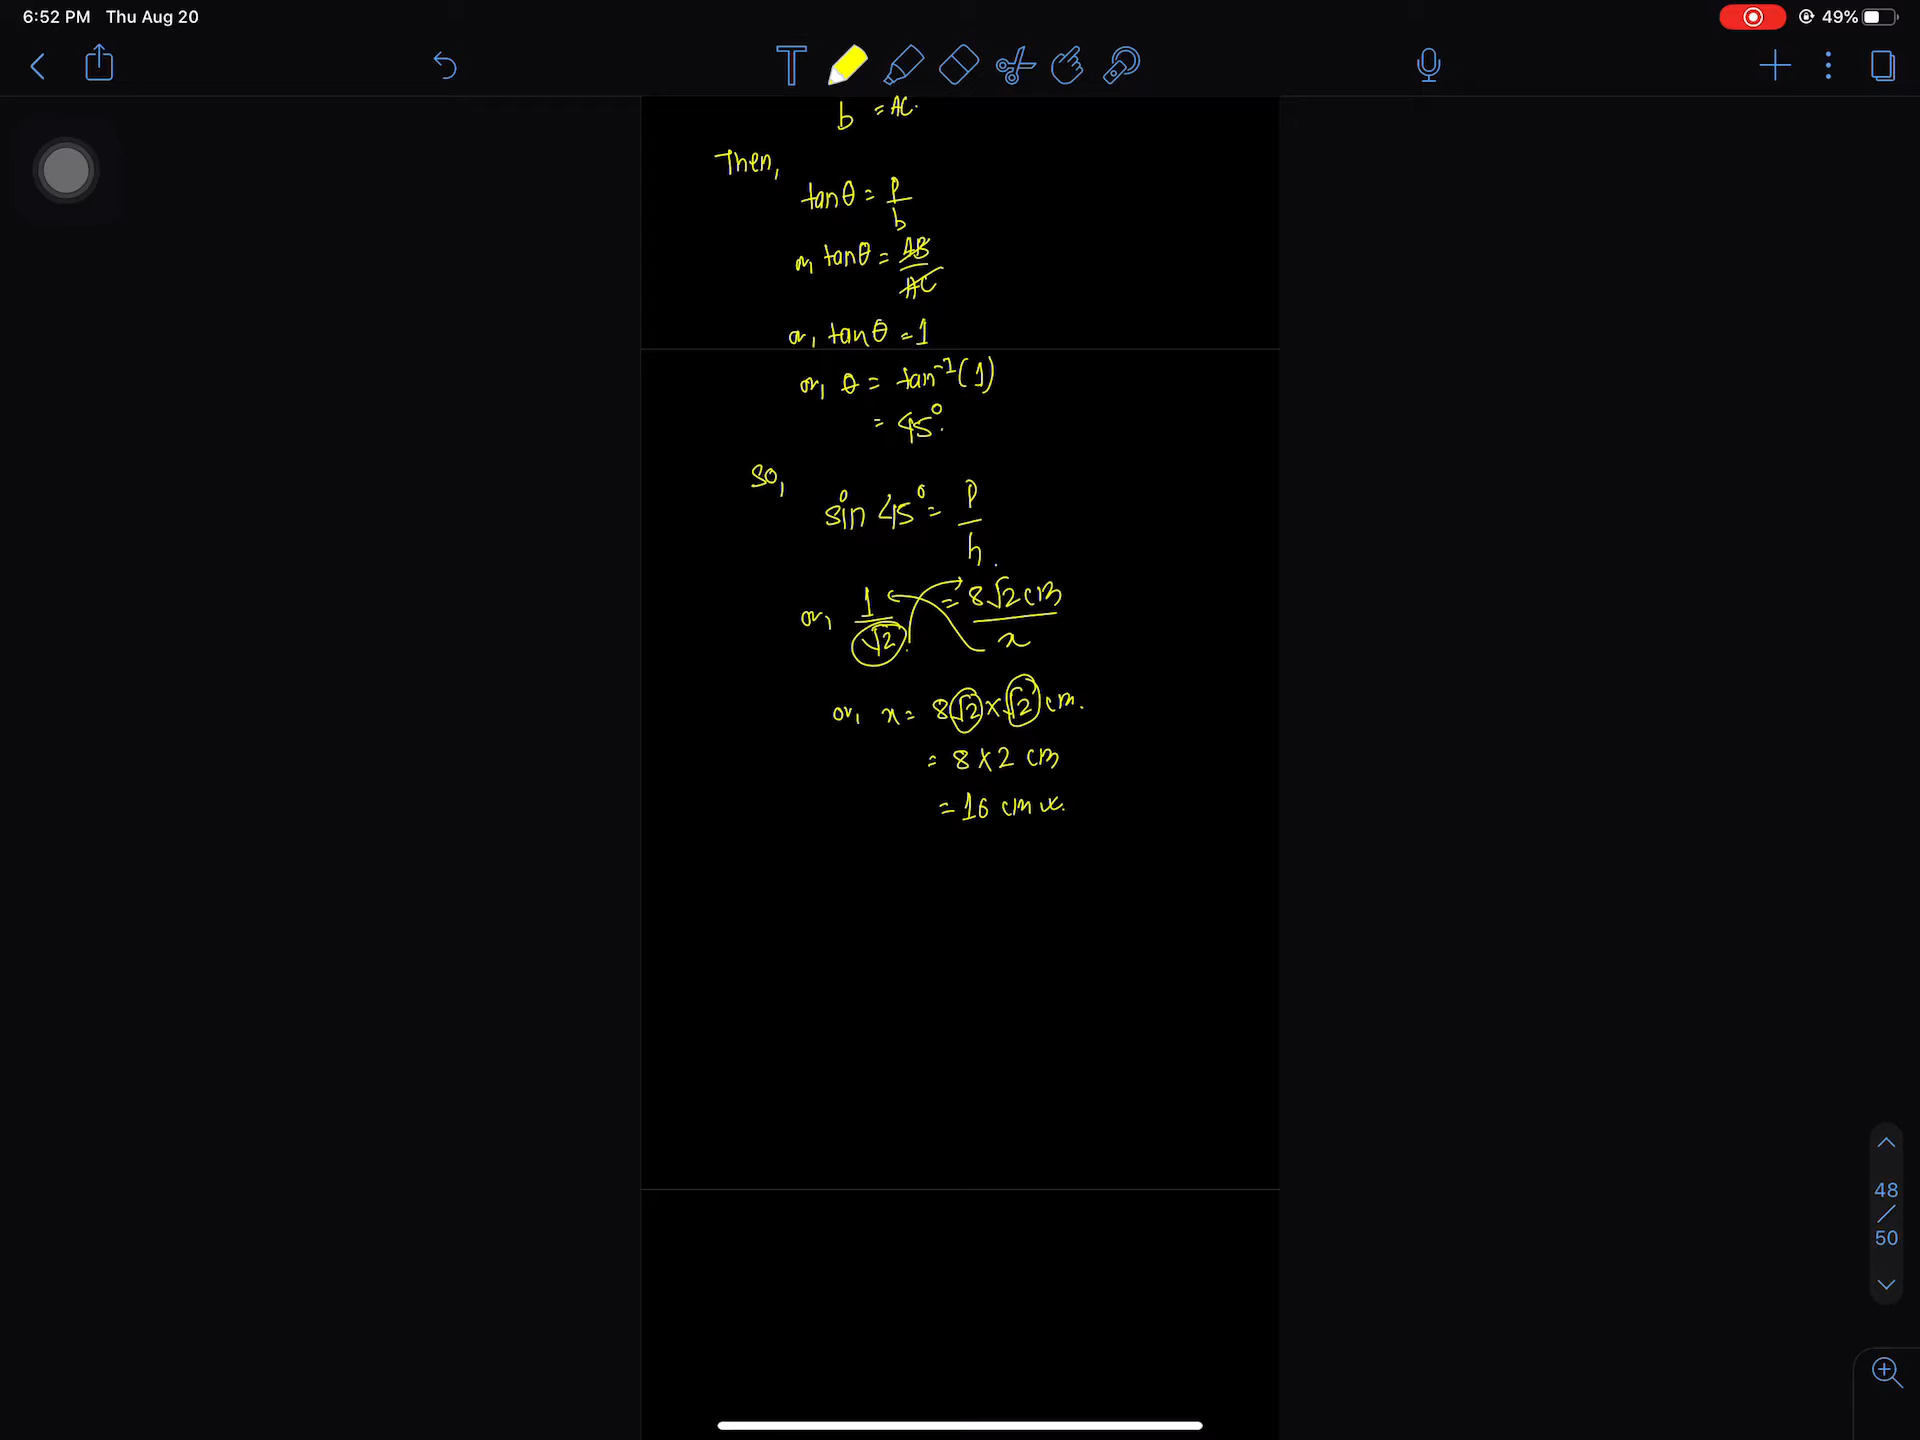 6:52 PM Thu Aug 20
49%
b = AC.
Then,
tanθ = p/b
or, tanθ = AB/AC
or, tanθ = 1
or, θ = tan⁻¹(1)
= 45°.
So,
sin 45° = p/h.
or, 1/√2 = 8√2cm/x
or, x = 8√2×√2 cm.
= 8×2 cm
= 16 cm
48
/
50